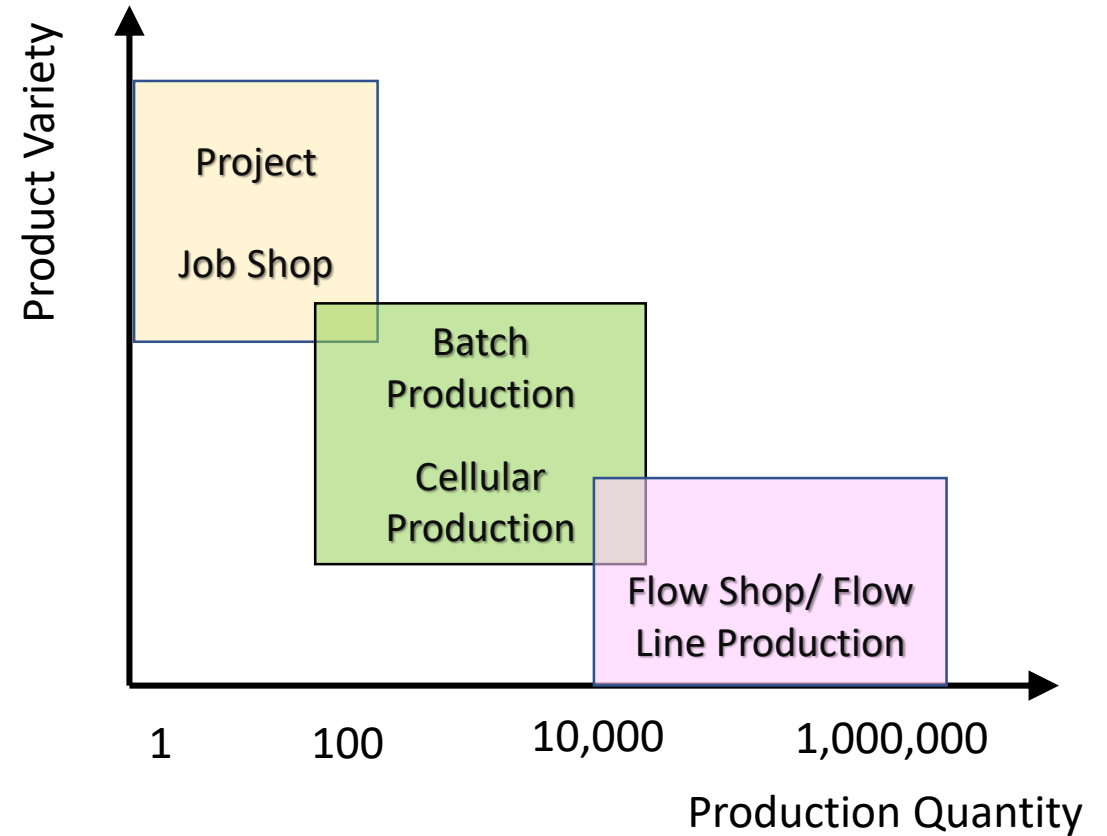 Product Variety
Project
Job Shop
Batch
Production
Cellular
Production
Flow Shop/ Flow
Line Production
1
100
10,000
1,000,000
Production Quantity